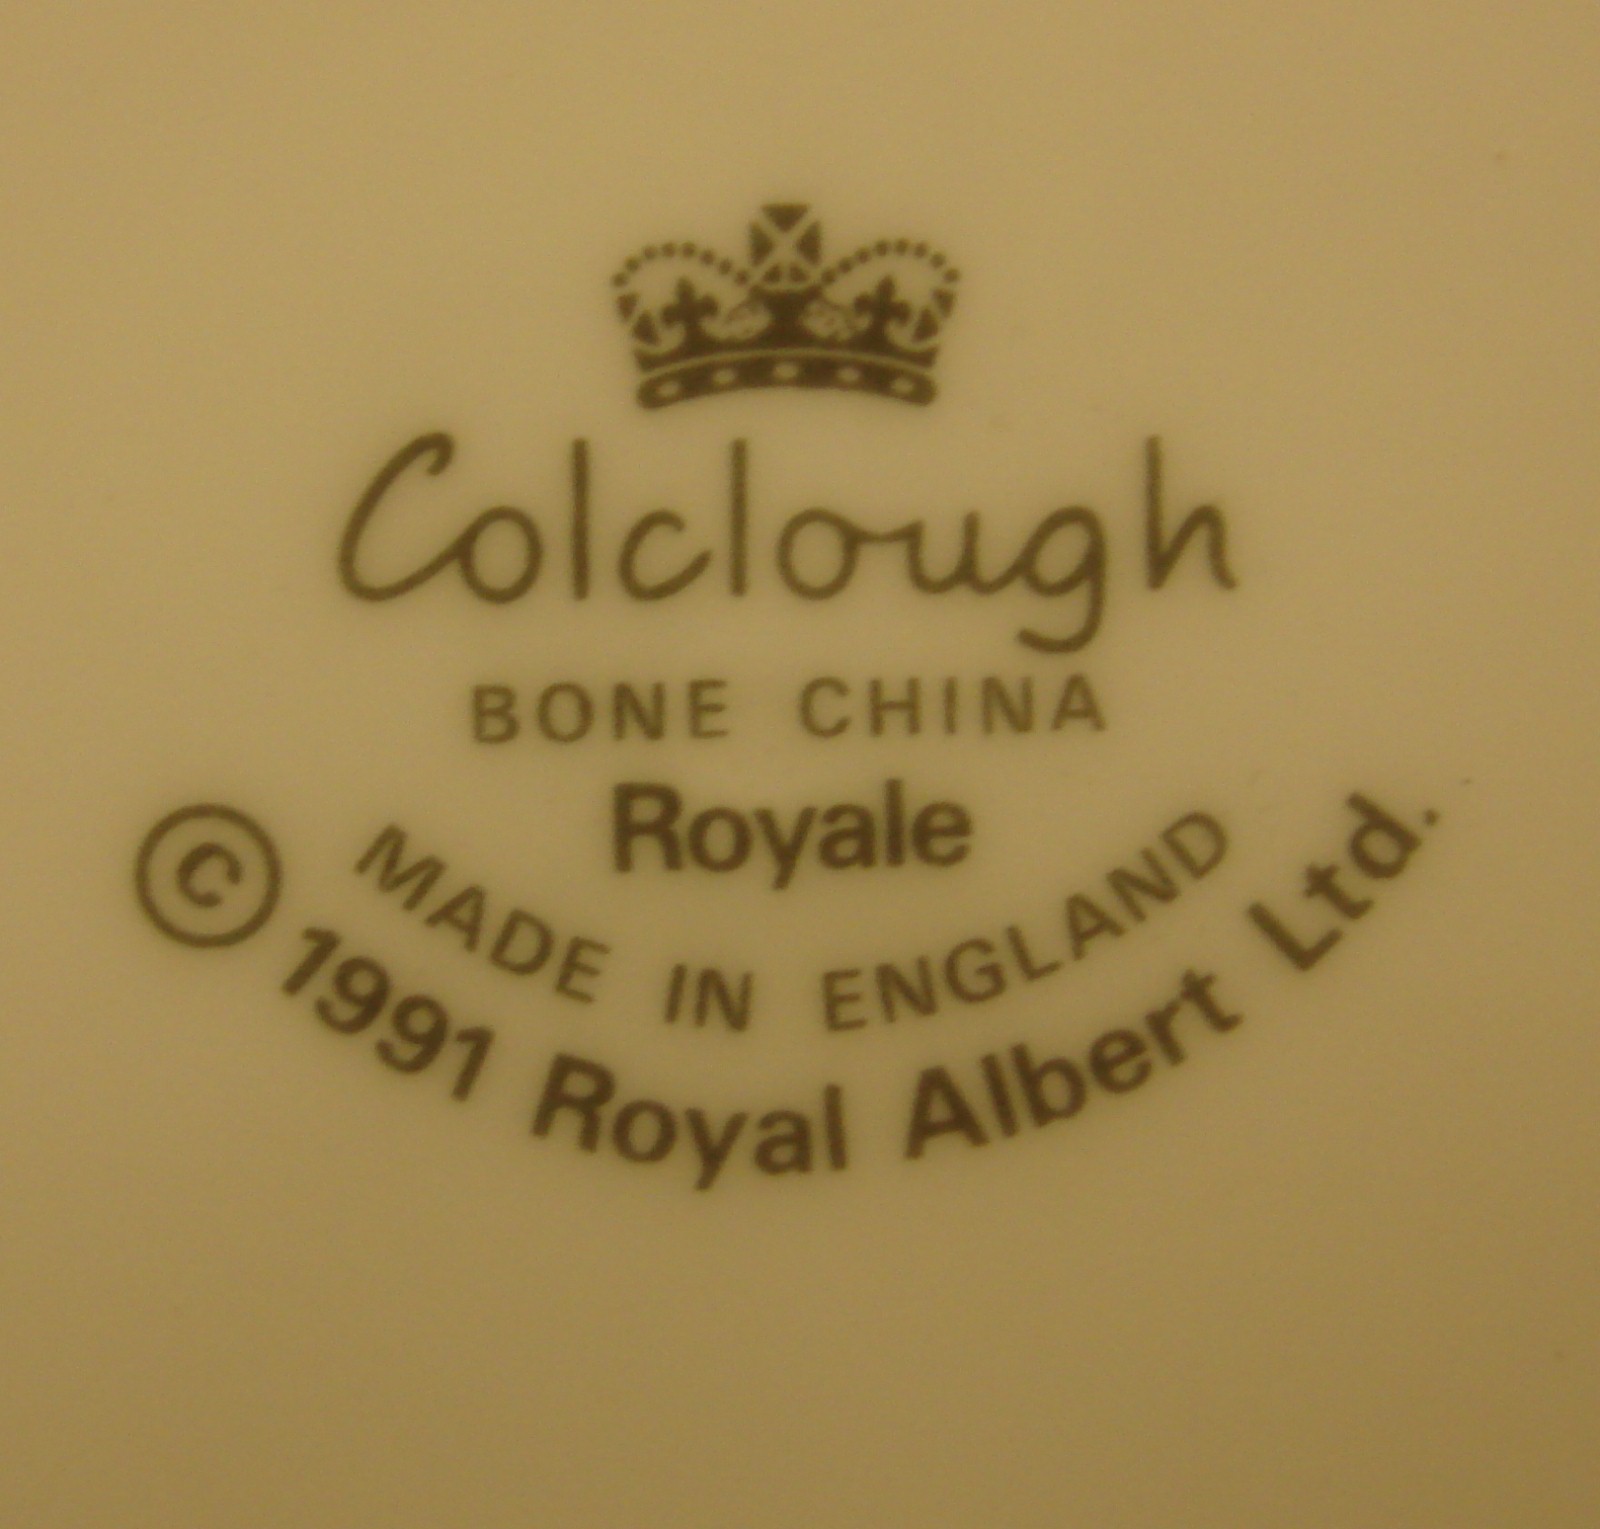 Colclough
BONE CHINA
Royale
MADE IN ENGLAND
© 1991 Royal Albert Ltd.